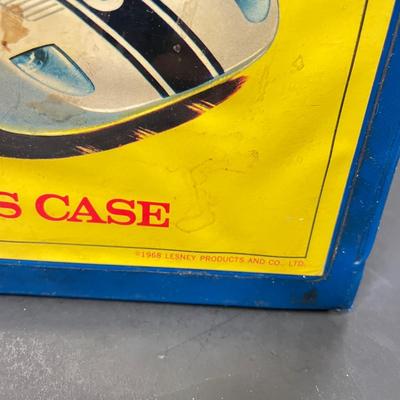 S CASE
©1968 LESNEY PRODUCTS AND CO., LTD.